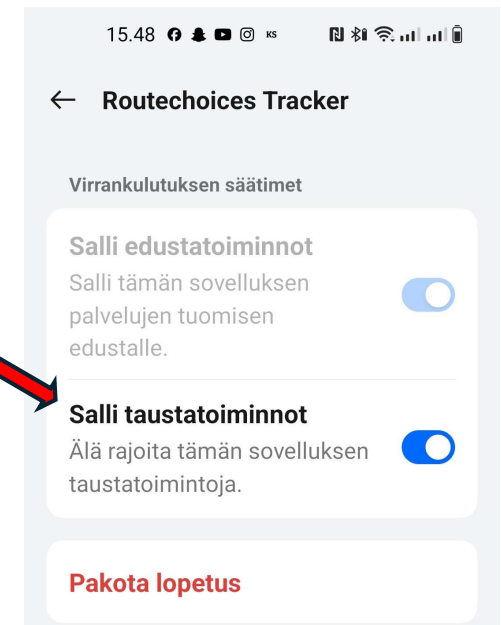 15.48 KS
Routechoices Tracker
Virrankulutuksen säätimet
Salli edustatoiminnot
Salli tämän sovelluksen
palvelujen tuomisen
edustalle.
Salli taustatoiminnot
Älä rajoita tämän sovelluksen
taustatoimintoja.
Pakota lopetus